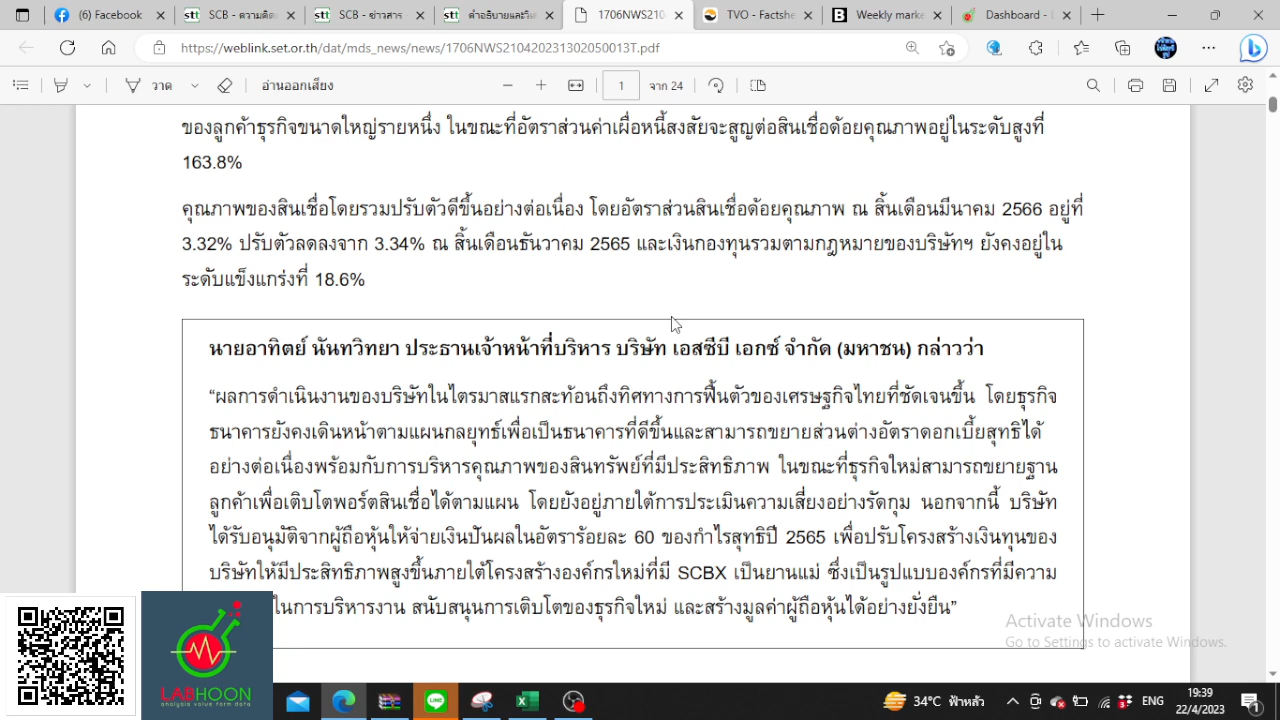 (6) Facebook
SCB - ความคิดเ
SCB - ข่าวสาร
คำอธิบายและวิเ
1706NWS210
TVO - Factshe
Weekly marke
Dashboard - L
https://weblink.set.or.th/dat/mds_news/news/1706NWS210420231302050013T.pdf
วาด
อ่านออกเสียง
1
จาก 24
ของลูกค้าธุรกิจขนาดใหญ่รายหนึ่ง ในขณะที่อัตราส่วนค่าเผื่อหนี้สงสัยจะสูญต่อสินเชื่อด้อยคุณภาพอยู่ในระดับสูงที่
163.8%
คุณภาพของสินเชื่อโดยรวมปรับตัวดีขึ้นอย่างต่อเนื่อง โดยอัตราส่วนสินเชื่อด้อยคุณภาพ ณ สิ้นเดือนมีนาคม 2566 อยู่ที่
3.32% ปรับตัวลดลงจาก 3.34% ณ สิ้นเดือนธันวาคม 2565 และเงินกองทุนรวมตามกฎหมายของบริษัทฯ ยังคงอยู่ใน
ระดับแข็งแกร่งที่ 18.6%
นายอาทิตย์ นันทวิทยา ประธานเจ้าหน้าที่บริหาร บริษัท เอสซีบี เอกซ์ จำกัด (มหาชน) กล่าวว่า
“ผลการดำเนินงานของบริษัทในไตรมาสแรกสะท้อนถึงทิศทางการฟื้นตัวของเศรษฐกิจไทยที่ชัดเจนขึ้น โดยธุรกิจ
ธนาคารยังคงเดินหน้าตามแผนกลยุทธ์เพื่อเป็นธนาคารที่ดีขึ้นและสามารถขยายส่วนต่างอัตราดอกเบี้ยสุทธิได้
อย่างต่อเนื่องพร้อมกับการบริหารคุณภาพของสินทรัพย์ที่มีประสิทธิภาพ ในขณะที่ธุรกิจใหม่สามารถขยายฐาน
ลูกค้าเพื่อเติบโตพอร์ตสินเชื่อได้ตามแผน โดยยังอยู่ภายใต้การประเมินความเสี่ยงอย่างรัดกุม นอกจากนี้ บริษัท
ได้รับอนุมัติจากผู้ถือหุ้นให้จ่ายเงินปันผลในอัตราร้อยละ 60 ของกำไรสุทธิปี 2565 เพื่อปรับโครงสร้างเงินทุนของ
บริษัทให้มีประสิทธิภาพสูงขึ้นภายใต้โครงสร้างองค์กรใหม่ที่มี SCBX เป็นยานแม่ ซึ่งเป็นรูปแบบองค์กรที่มีความ
ในการบริหารงาน สนับสนุนการเติบโตของธุรกิจใหม่ และสร้างมูลค่าผู้ถือหุ้นได้อย่างยั่งยืน”
Activate Windows
Go to Settings to activate Windows.
LABHOON
analysis value form data
34°C ฟ้าหลัว
ENG
19:39
22/4/2023